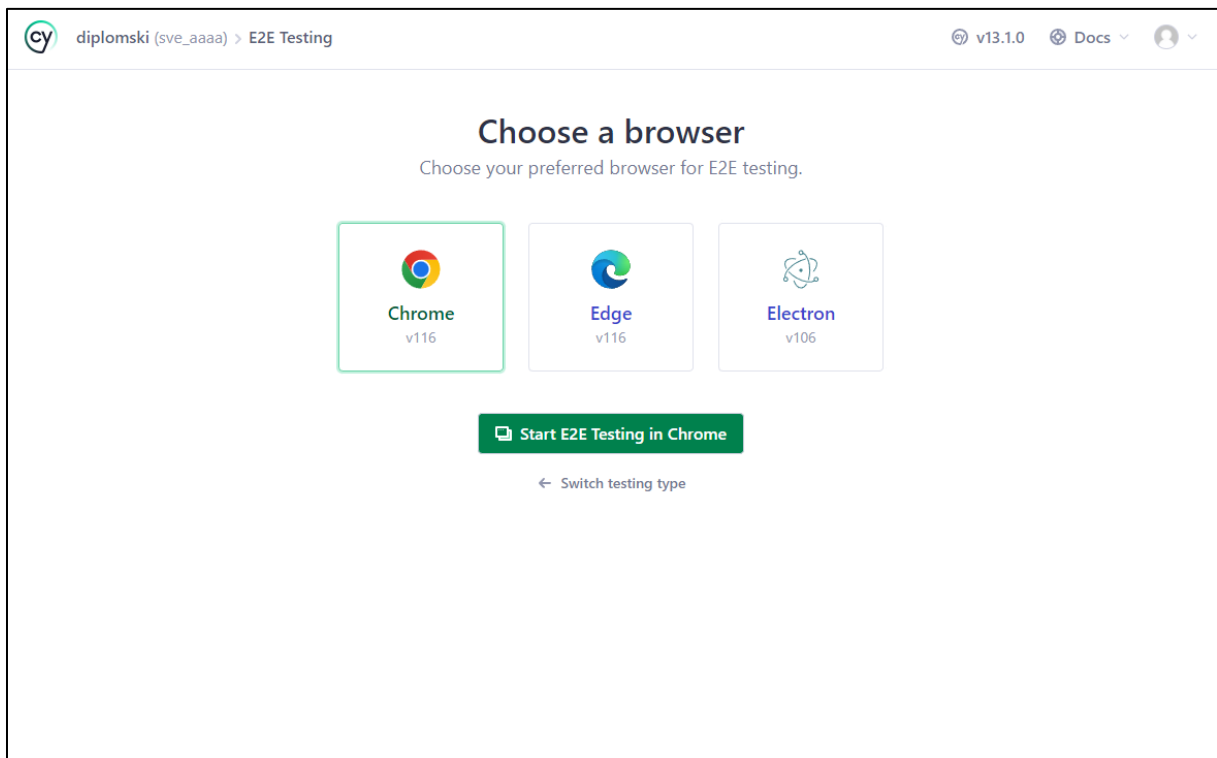 cy diplomski (sve_aaaa) > E2E Testing cy v13.1.0 Docs
Choose a browser
Choose your preferred browser for E2E testing.
Chrome Edge Electron
v116 v116 v106
Start E2E Testing in Chrome
← Switch testing type